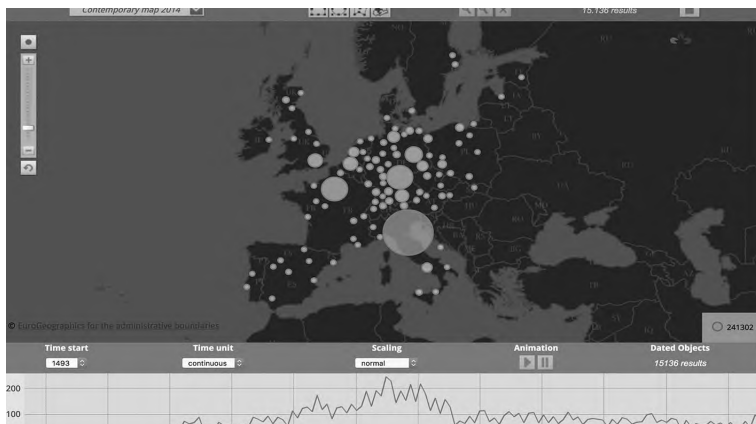 Contemporary map 2014
15.136 results
© EuroGeographics for the administrative boundaries
241302
Time start
Time unit
Scaling
Animation
Dated Objects
1493
continuous
normal
15136 results
200
100